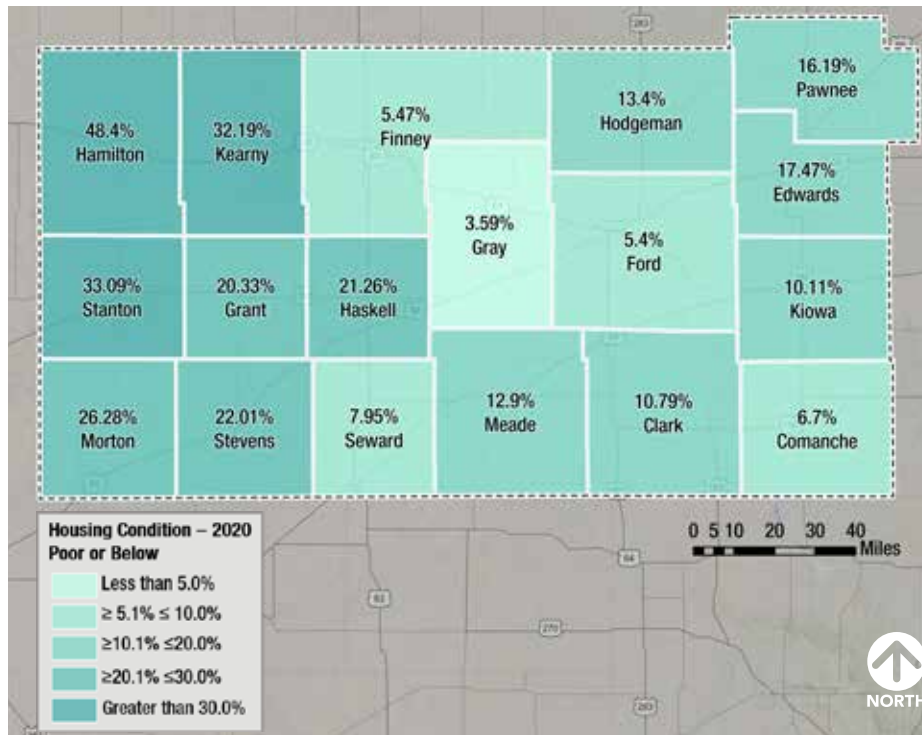 283
16.19%
Pawnee
48.4%
Hamilton
32.19%
Kearny
5.47%
Finney
13.4%
Hodgeman
17.47%
Edwards
3.59%
Gray
5.4%
Ford
33.09%
Stanton
20.33%
Grant
21.26%
Haskell
10.11%
Kiowa
26.28%
Morton
22.01%
Stevens
7.95%
Seward
12.9%
Meade
10.79%
Clark
6.7%
Comanche
Housing Condition – 2020
Poor or Below
Less than 5.0%
≥ 5.1% ≤ 10.0%
≥10.1% ≤20.0%
≥20.1% ≤30.0%
Greater than 30.0%
0 5 10 20 30 40
Miles
64
270
283
NORTH